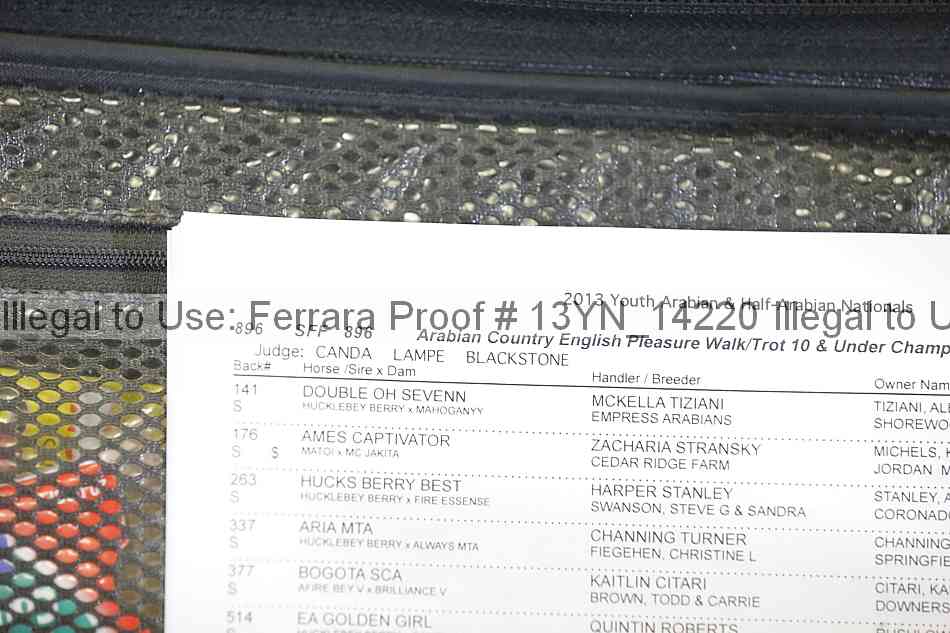 2013 Youth Arabian & Half-Arabian Nationals
Illegal to Use: Ferrara Proof # 13YN_14220 Illegal to U
896 SFF 896 Arabian Country English Pleasure Walk/Trot 10 & Under Champ
Judge: CANDA LAMPE BLACKSTONE
Back# Horse /Sire x Dam Handler / Breeder Owner Nam
141 DOUBLE OH SEVENN MCKELLA TIZIANI TIZIANI, ALE
S HUCKLEBEY BERRY x MAHOGANYY EMPRESS ARABIANS SHOREWO
176 AMES CAPTIVATOR ZACHARIA STRANSKY MICHELS, K
S $ MATOI x MC JAKITA CEDAR RIDGE FARM JORDAN M
263 HUCKS BERRY BEST HARPER STANLEY STANLEY, A
S HUCKLEBEY BERRY x FIRE ESSENSE SWANSON, STEVE G & SANDRA CORONADO
337 ARIA MTA CHANNING TURNER CHANNING
S HUCKLEBEY BERRY x ALWAYS MTA FIEGEHEN, CHRISTINE L SPRINGFIE
377 BOGOTA SCA KAITLIN CITARI CITARI, KA
S AFIRE BEY V x BRILLIANCE V BROWN, TODD & CARRIE DOWNERS
514 EA GOLDEN GIRL QUINTIN ROBERTS